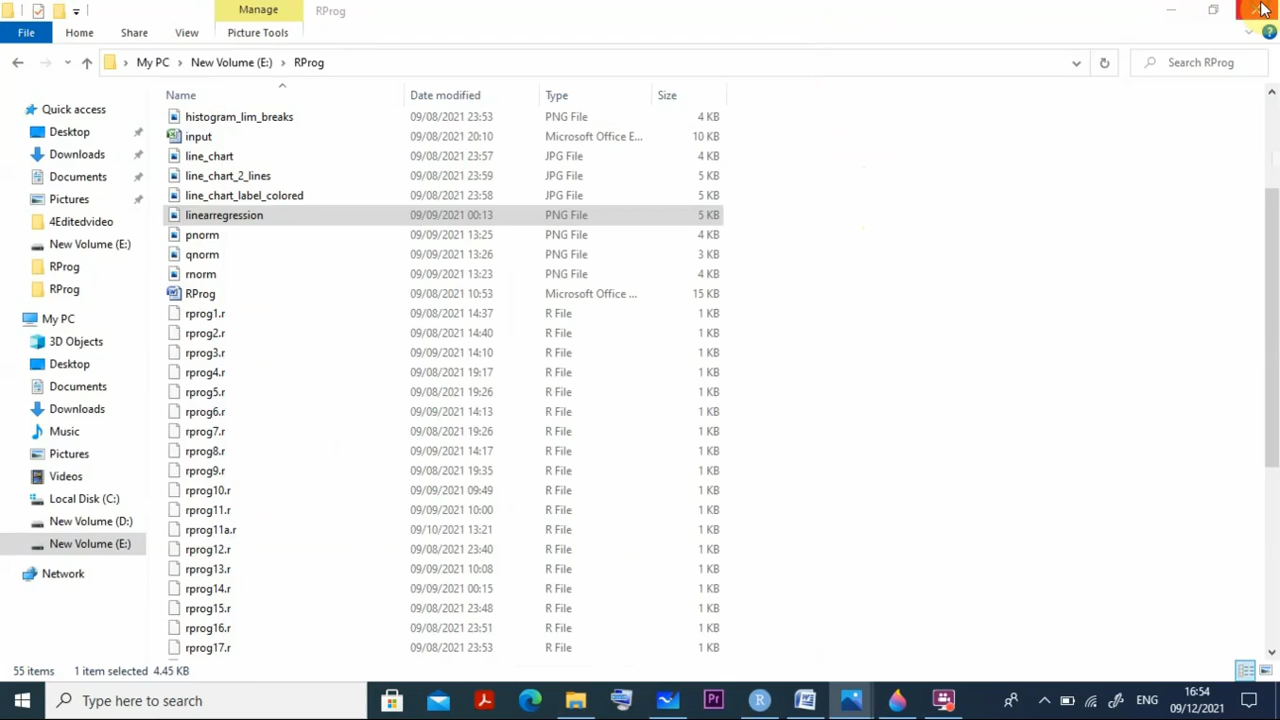 Manage
RProg
File
Home
Share
View
Picture Tools
My PC
New Volume (E:)
RProg
Search RProg
Name
Date modified
Type
Size
Quick access
Desktop
Downloads
Documents
Pictures
4Editedvideo
New Volume (E:)
RProg
RProg
My PC
3D Objects
Desktop
Documents
Downloads
Music
Pictures
Videos
Local Disk (C:)
New Volume (D:)
New Volume (E:)
Network
histogram_lim_breaks 09/08/2021 23:53 PNG File 4 KB
input 09/08/2021 20:10 Microsoft Office E... 10 KB
line_chart 09/08/2021 23:57 JPG File 4 KB
line_chart_2_lines 09/08/2021 23:59 JPG File 5 KB
line_chart_label_colored 09/08/2021 23:58 JPG File 5 KB
linearregression 09/09/2021 00:13 PNG File 5 KB
pnorm 09/09/2021 13:25 PNG File 4 KB
qnorm 09/09/2021 13:26 PNG File 3 KB
rnorm 09/09/2021 13:23 PNG File 4 KB
RProg 09/08/2021 10:53 Microsoft Office ... 15 KB
rprog1.r 09/08/2021 14:37 R File 1 KB
rprog2.r 09/08/2021 14:40 R File 1 KB
rprog3.r 09/09/2021 14:10 R File 1 KB
rprog4.r 09/08/2021 19:17 R File 1 KB
rprog5.r 09/08/2021 19:26 R File 1 KB
rprog6.r 09/09/2021 14:13 R File 1 KB
rprog7.r 09/08/2021 19:26 R File 1 KB
rprog8.r 09/09/2021 14:17 R File 1 KB
rprog9.r 09/08/2021 19:35 R File 1 KB
rprog10.r 09/09/2021 09:49 R File 1 KB
rprog11.r 09/09/2021 10:00 R File 1 KB
rprog11a.r 09/10/2021 13:21 R File 1 KB
rprog12.r 09/08/2021 23:40 R File 1 KB
rprog13.r 09/09/2021 10:08 R File 1 KB
rprog14.r 09/09/2021 00:15 R File 1 KB
rprog15.r 09/08/2021 23:48 R File 1 KB
rprog16.r 09/08/2021 23:51 R File 1 KB
rprog17.r 09/08/2021 23:53 R File 1 KB
55 items 1 item selected 4.45 KB
Type here to search
Pr
R
ENG
16:54
09/12/2021